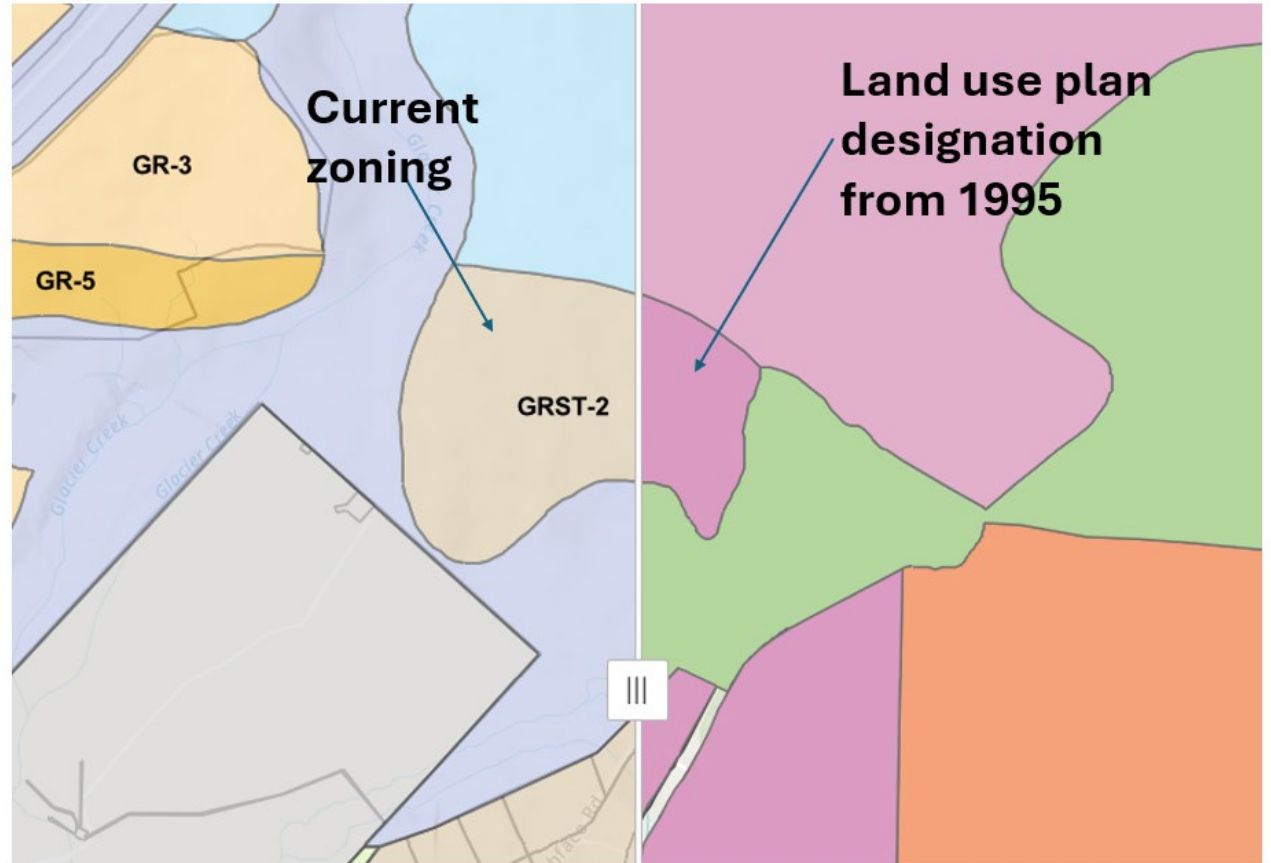 Current
zoning
GR-3
GR-5
GRST-2
Glacier Creek
Glacier Creek
Glacier Creek
Land use plan
designation
from 1995